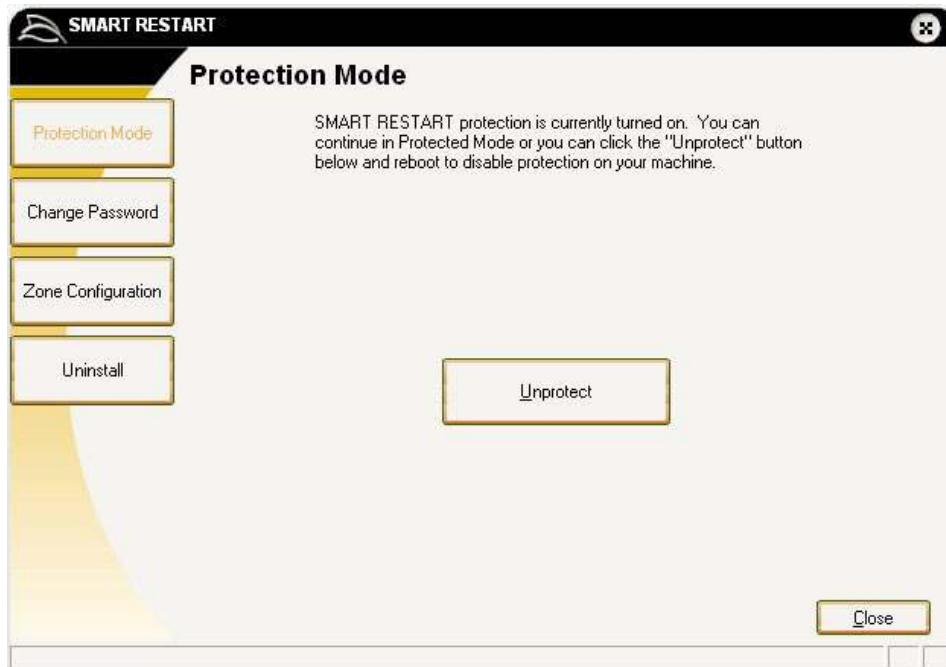 SMART RESTART
Protection Mode
Protection Mode
SMART RESTART protection is currently turned on.  You can
continue in Protected Mode or you can click the "Unprotect" button
below and reboot to disable protection on your machine.
Change Password
Zone Configuration
Uninstall
Unprotect
Close